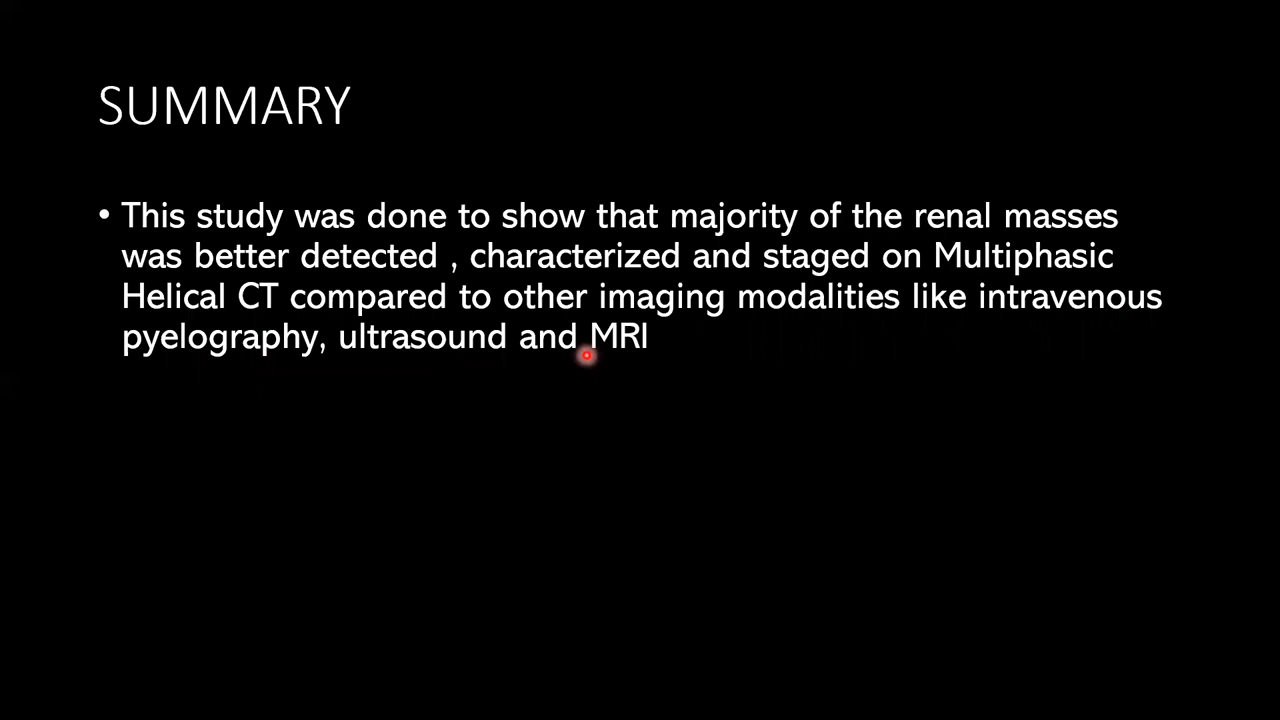 SUMMARY
• This study was done to show that majority of the renal masses
was better detected , characterized and staged on Multiphasic
Helical CT compared to other imaging modalities like intravenous
pyelography, ultrasound and MRI